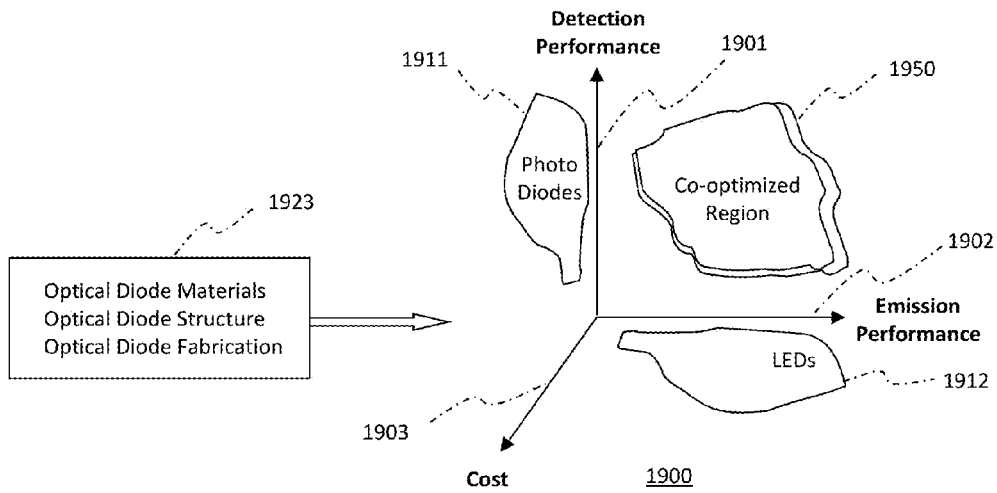 Detection
Performance
1901
1911
1950
Photo
Diodes
Co-optimized
Region
1923
1902
Optical Diode Materials
Optical Diode Structure
Optical Diode Fabrication
Emission
Performance
LEDs
1912
1903
Cost
1900